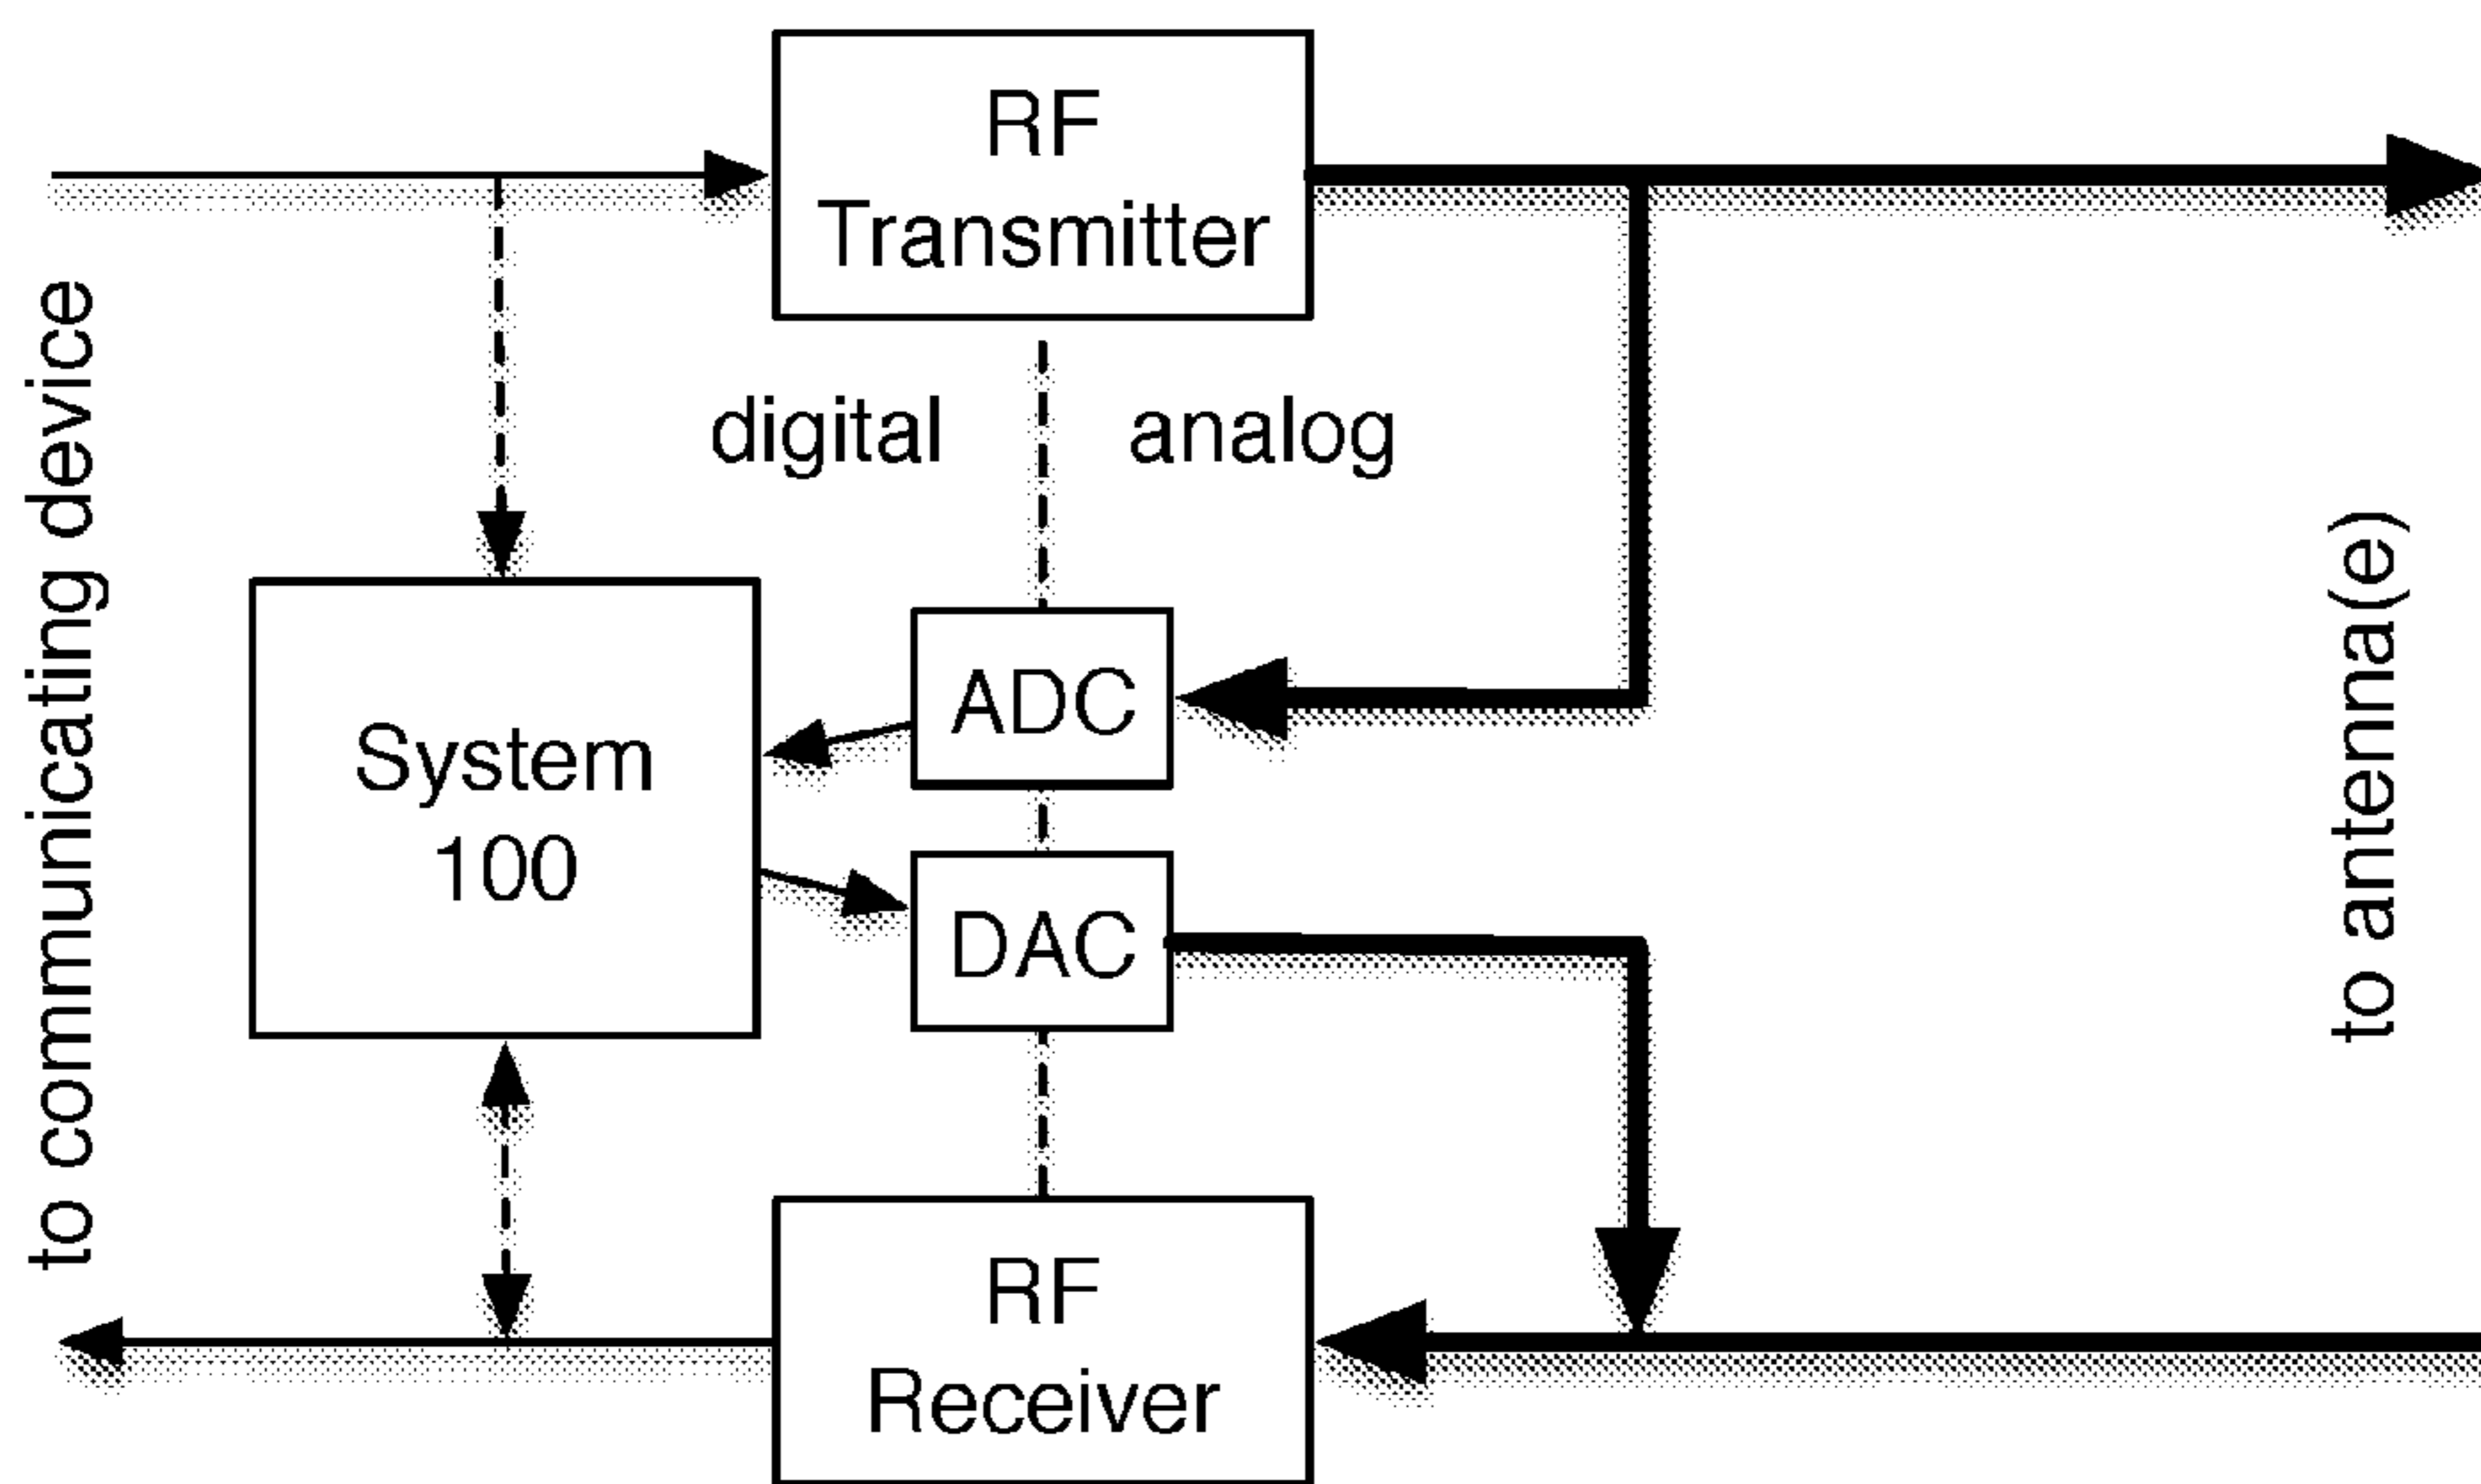 RF
Transmitter
to communicating device
digital
analog
to antenna(e)
System
100
ADC
DAC
RF
Receiver